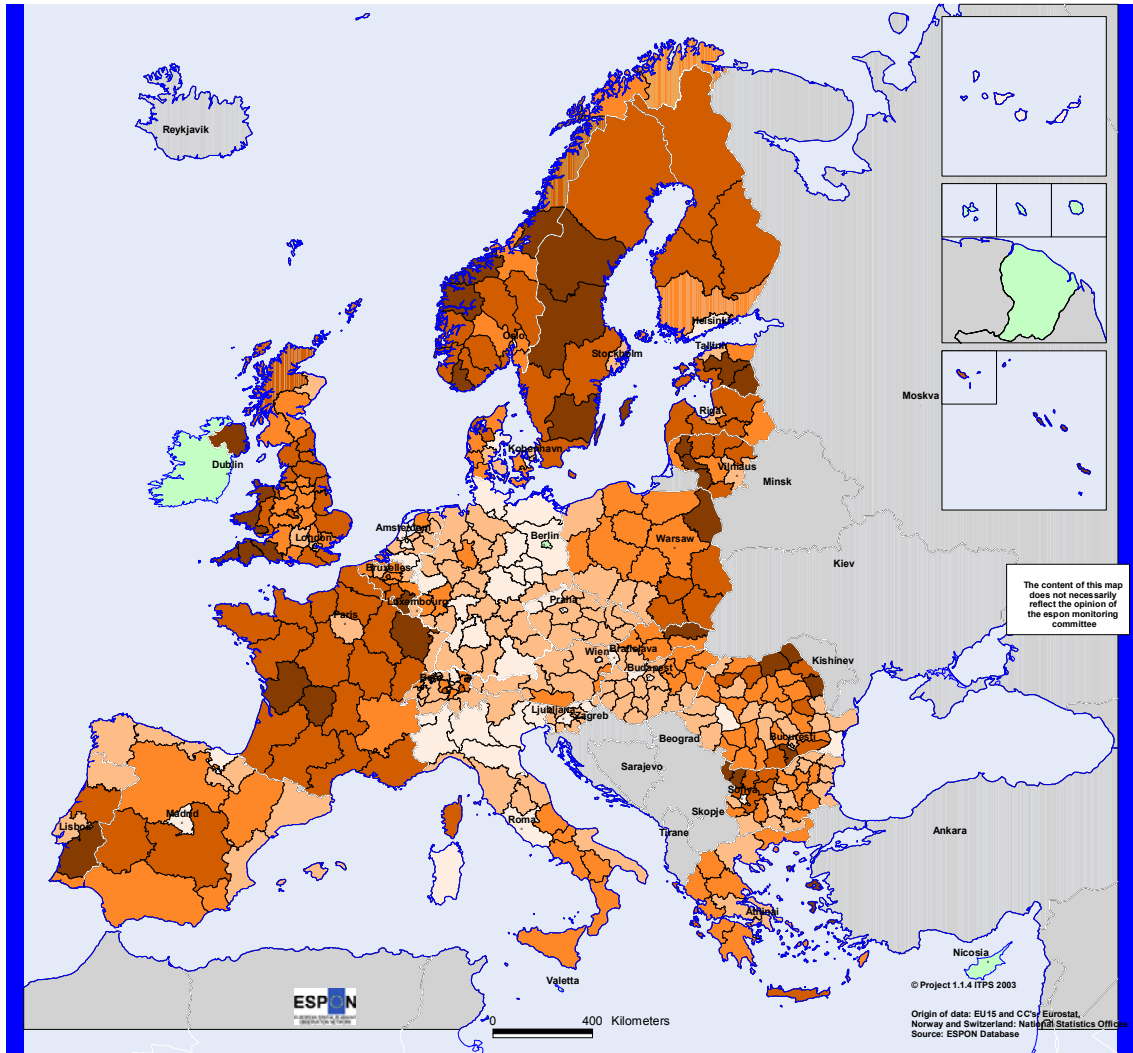 Reykjavik
Oslo
Helsinki
Tallinn
Stockholm
Moskva
Riga
Kobenhavn
Dublin
Vilniaus
Minsk
Amsterdam
London
Berlin
Warsaw
Kiev
Bruxelles
The content of this map
does not necessarily
reflect the opinion of
the espon monitoring
committee
Luxembourg
Praha
Paris
Wien
Bratislava
Kishinev
Budapest
Ljubljana
Zagreb
Beograd
Bucuresti
Sarajevo
Sofiya
Madrid
Skopje
Lisboa
Roma
Tirane
Ankara
Athinai
Nicosia
Valetta
© Project 1.1.4 ITPS 2003
ESPON
0 400 Kilometers
Origin of data: EU15 and CC's: Eurostat,
Norway and Switzerland: National Statistics Offices
Source: ESPON Database